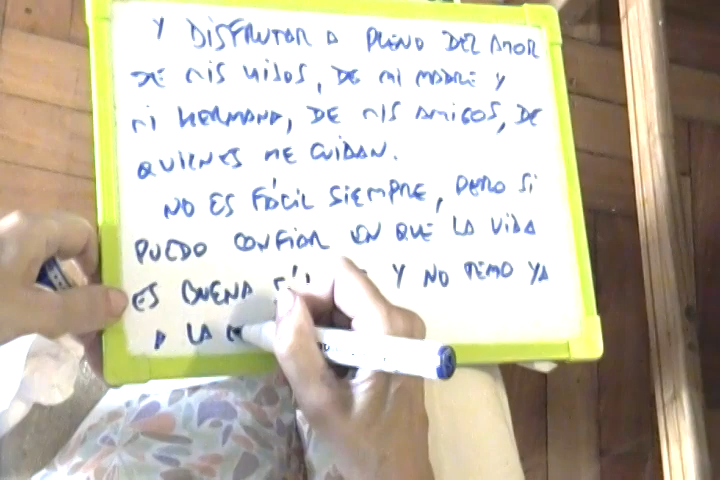 Y DISFRUTAR A PLENO DEL AMOR
DE MIS HIJOS, DE MI MADRE Y
MI HERMANA, DE MIS AMIGOS, DE
QUIENES ME CUIDAN.
NO ES FÁCIL SIEMPRE, PERO SI
PUEDO CONFIAR EN QUE LA VIDA
ES BUENA Y NO TEMO YA
A LA